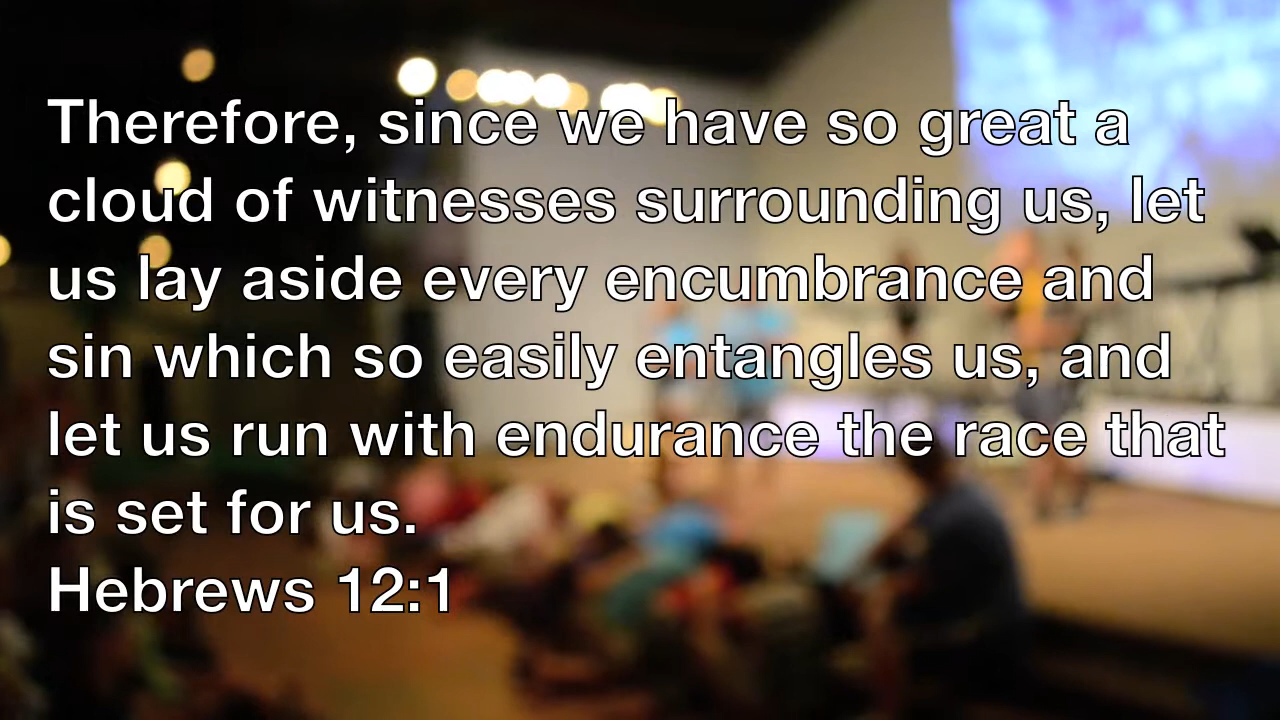 Therefore, since we have so great a
cloud of witnesses surrounding us, let
us lay aside every encumbrance and
sin which so easily entangles us, and
let us run with endurance the race that
is set for us.
Hebrews 12:1